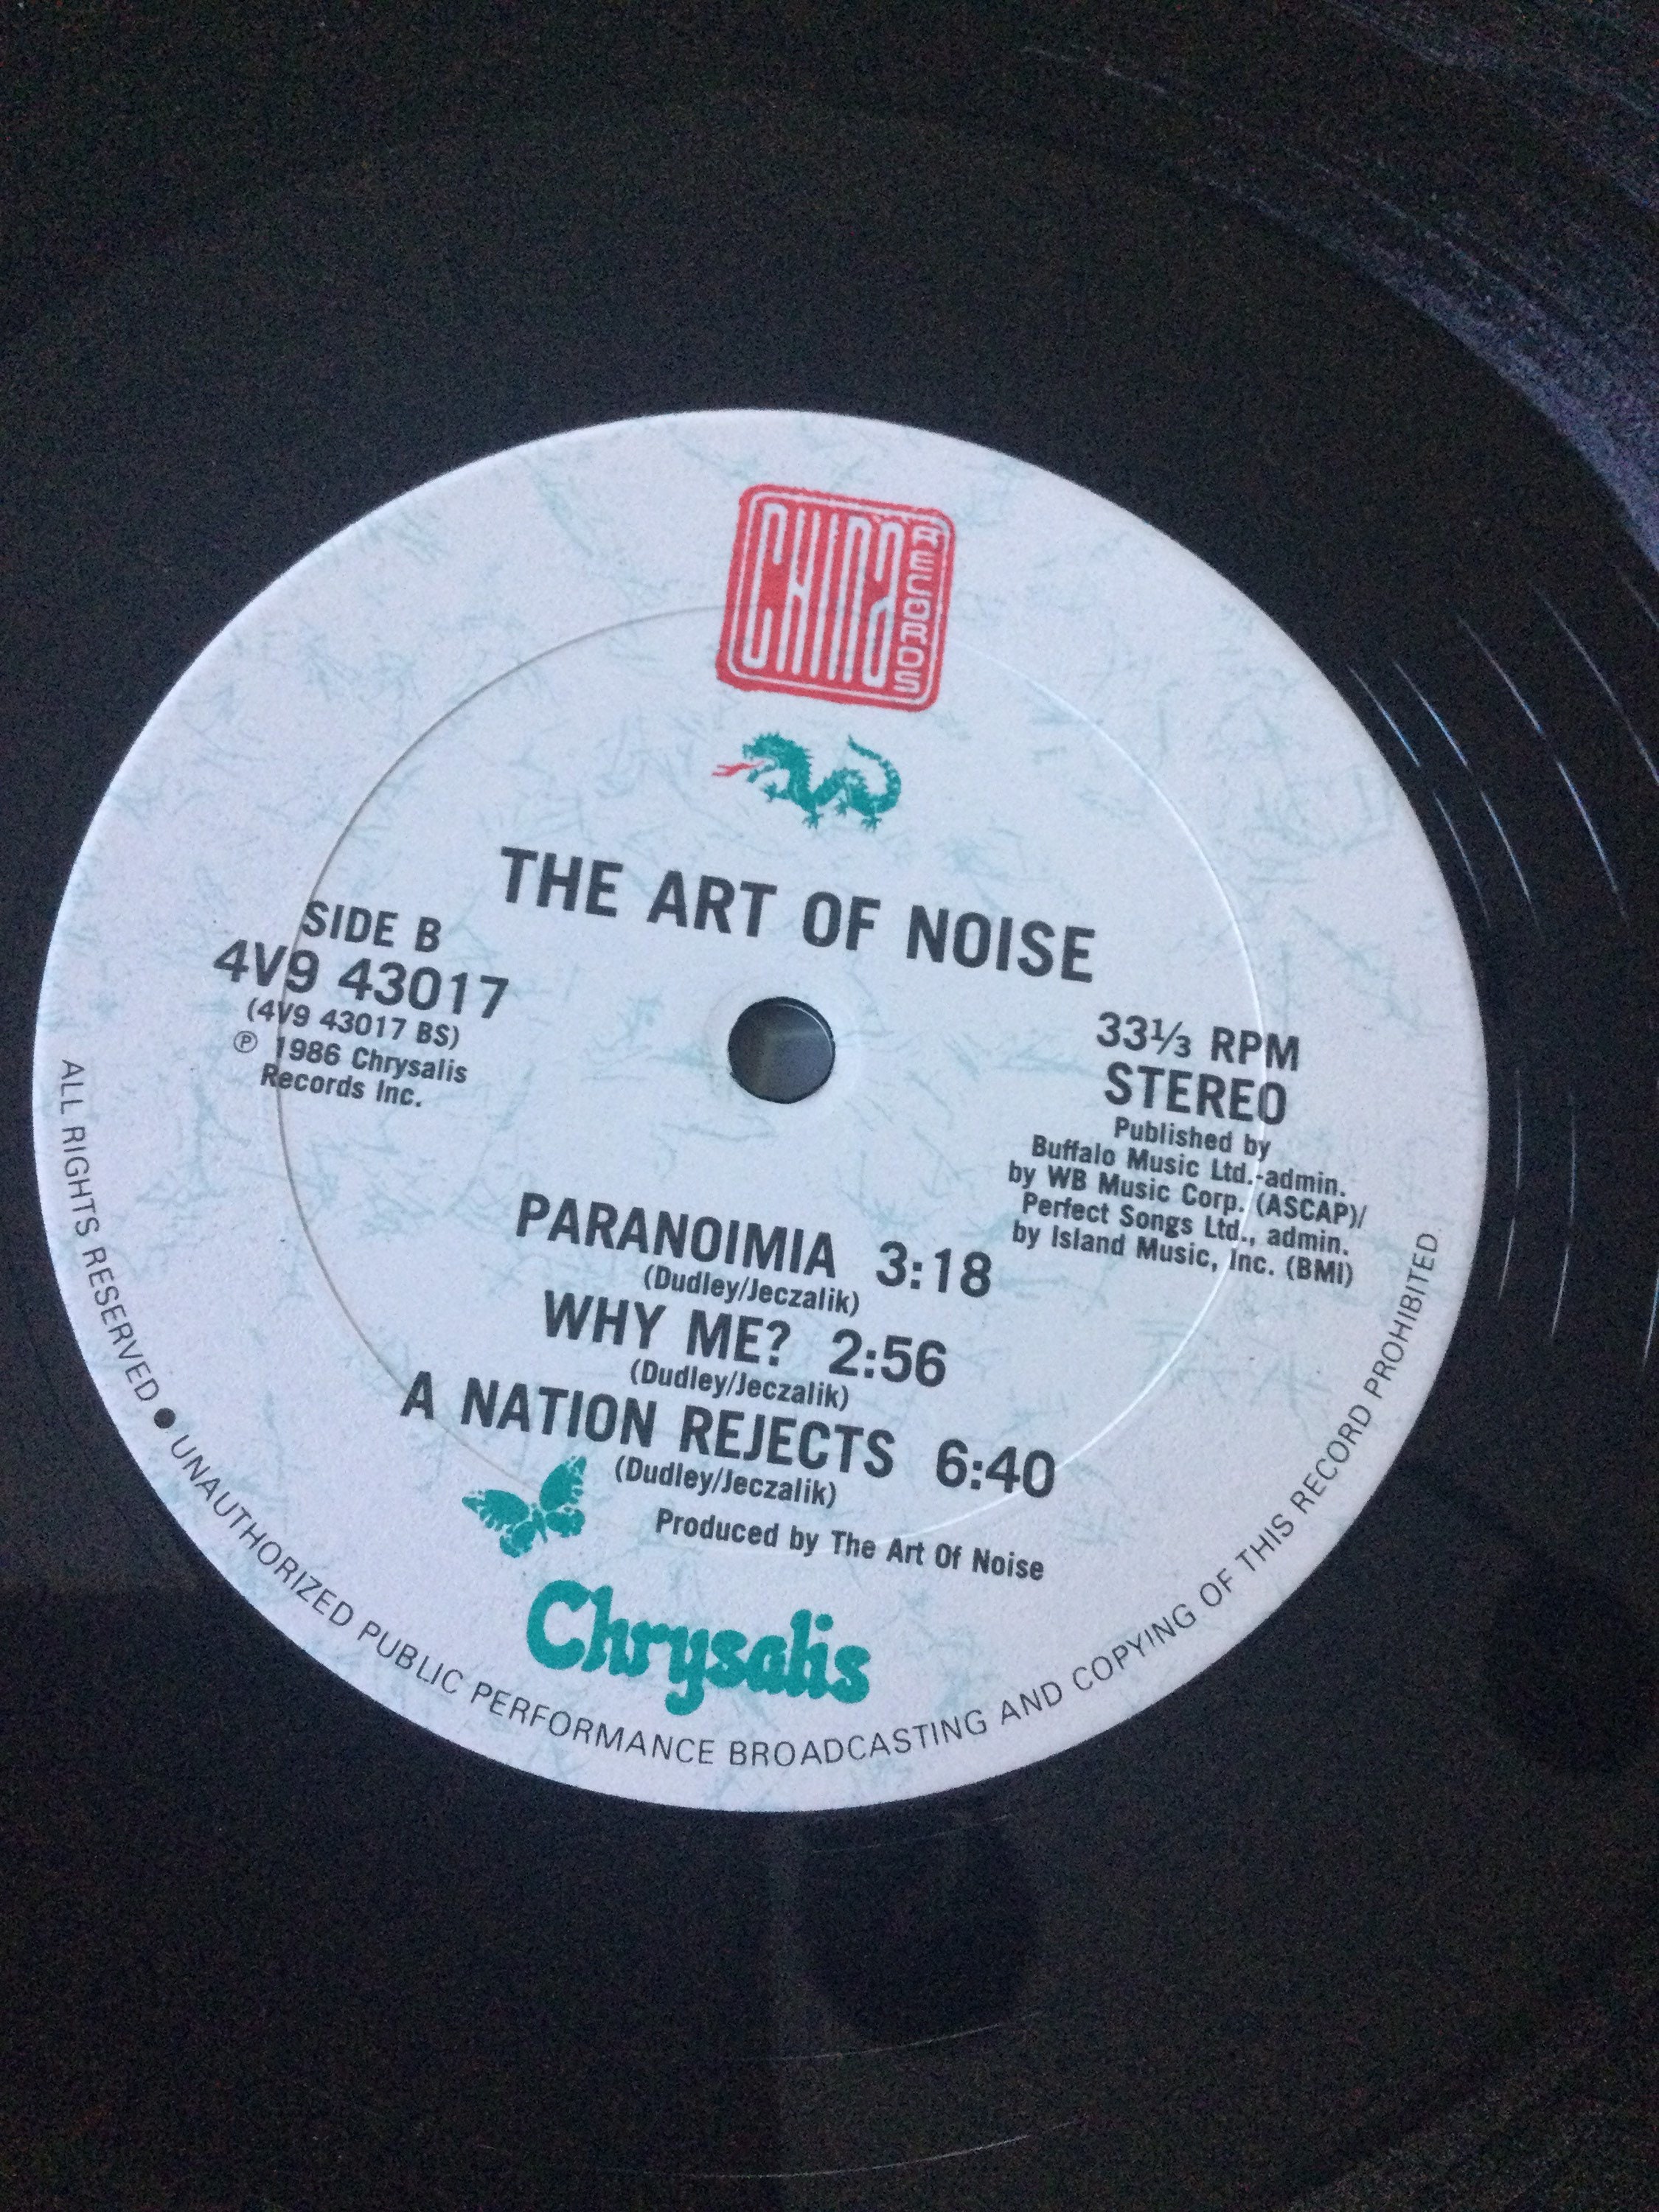 CHINA
RECORDS
THE ART OF NOISE
SIDE B
4V9 43017
(4V9 43017 BS)
℗ 1986 Chrysalis
Records Inc.
33⅓ RPM
STEREO
Published by
Buffalo Music Ltd.-admin.
by WB Music Corp. (ASCAP)/
Perfect Songs Ltd., admin.
by Island Music, Inc. (BMI)
PARANOIMIA 3:18
(Dudley/Jeczalik)
WHY ME? 2:56
(Dudley/Jeczalik)
A NATION REJECTS 6:40
(Dudley/Jeczalik)
Produced by The Art Of Noise
Chrysalis
ALL RIGHTS RESERVED ● UNAUTHORIZED PUBLIC PERFORMANCE BROADCASTING AND COPYING OF THIS RECORD PROHIBITED.